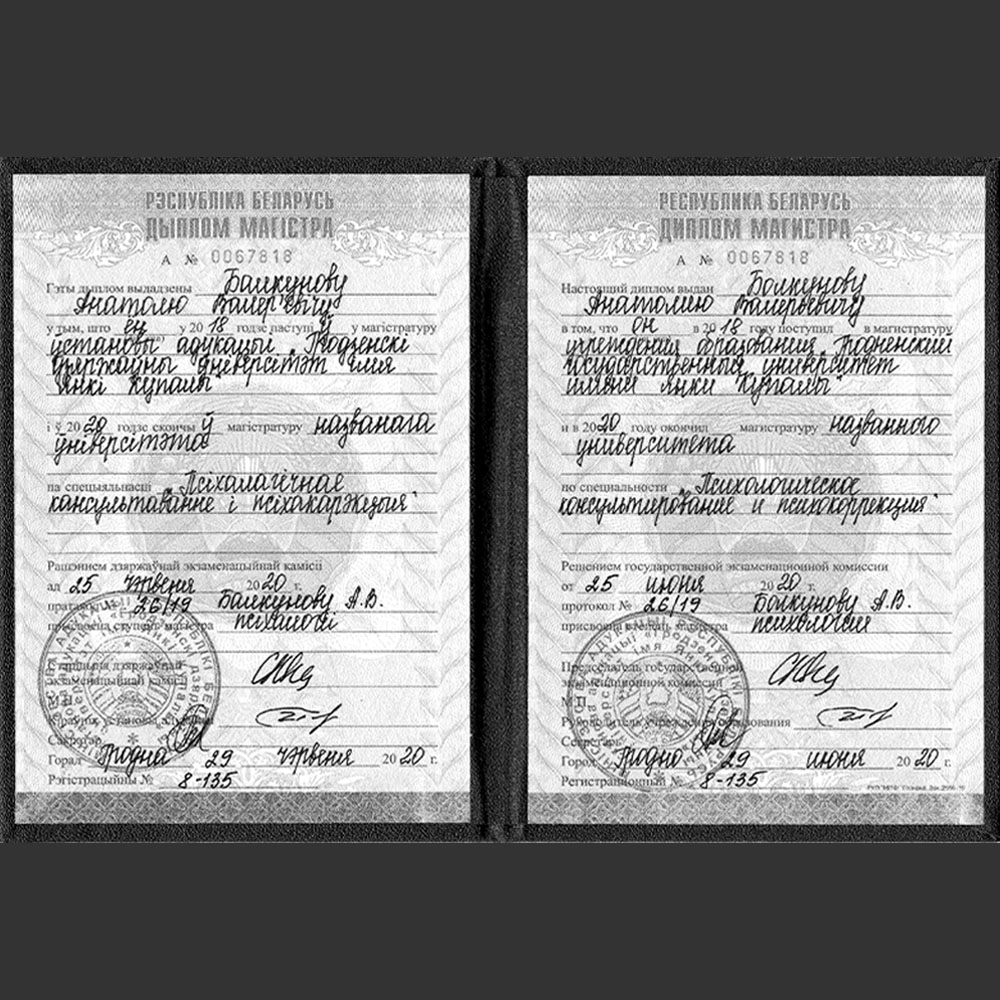 РЭСПУБЛІКА БЕЛАРУСЬ
ДЫПЛОМ МАГІСТРА
А № 0067818
Гэты дыплом выдадзены Балкунову
Анатолю Валер'евічу
у тым, што ён у 2018 годзе паступіў у магістратуру
ўстановы адукацыі "Гродзенскі
дзяржаўны ўніверсітэт імя
Янкі Купалы"
і ў 2020 годзе скончыў магістратуру названага
ўніверсітэта
па спецыяльнасці "Псіхалагічнае
кансультаванне і псіхакарэкцыя"
Рашэннем дзяржаўнай экзаменацыйнай камісіі
ад 25 чэрвеня 2020 г.
пратакол № 26/19 Балкунову А.В.
прысвоена ступень магістра псіхалогіі
Старшыня дзяржаўнай
экзаменацыйнай камісіі
М.П.
Кіраўнік установы адукацыі
Сакратар
Горад Гродна 29 чэрвеня 2020 г.
Рэгістрацыйны № 8-135
РЕСПУБЛИКА БЕЛАРУСЬ
ДИПЛОМ МАГИСТРА
А № 0067818
Настоящий диплом выдан Болкунову
Анатолию Валерьевичу
в том, что он в 2018 году поступил в магистратуру
учреждения образования "Гродненский
государственный университет
имени Янки Купалы"
и в 2020 году окончил магистратуру названного
университета
по специальности "Психологическое
консультирование и психокоррекция"
Решением государственной экзаменационной комиссии
от 25 июня 2020 г.
протокол № 26/19 Болкунову А.В.
присвоена степень магистра психологии
Председатель государственной
экзаменационной комиссии
М.П.
Руководитель учреждения образования
Секретарь
Город Гродно 29 июня 2020 г.
Регистрационный № 8-135